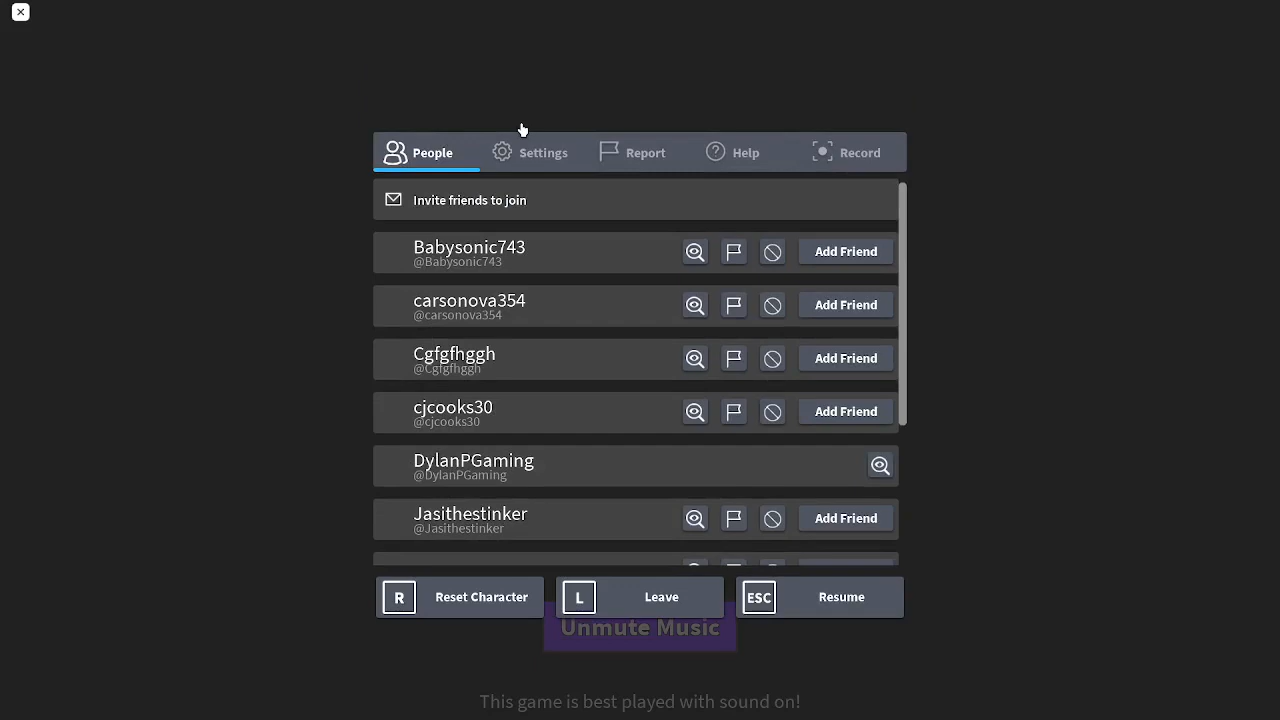 People
Settings
Report
Help
Record
Invite friends to join
Babysonic743
@Babysonic743
Add Friend
carsonova354
@carsonova354
Add Friend
Cgfgfhggh
@Cgfgfhggh
Add Friend
cjcooks30
@cjcooks30
Add Friend
DylanPGaming
@DylanPGaming
Jasithestinker
@Jasithestinker
Add Friend
R Reset Character
L Leave
ESC Resume
Unmute Music
This game is best played with sound on!